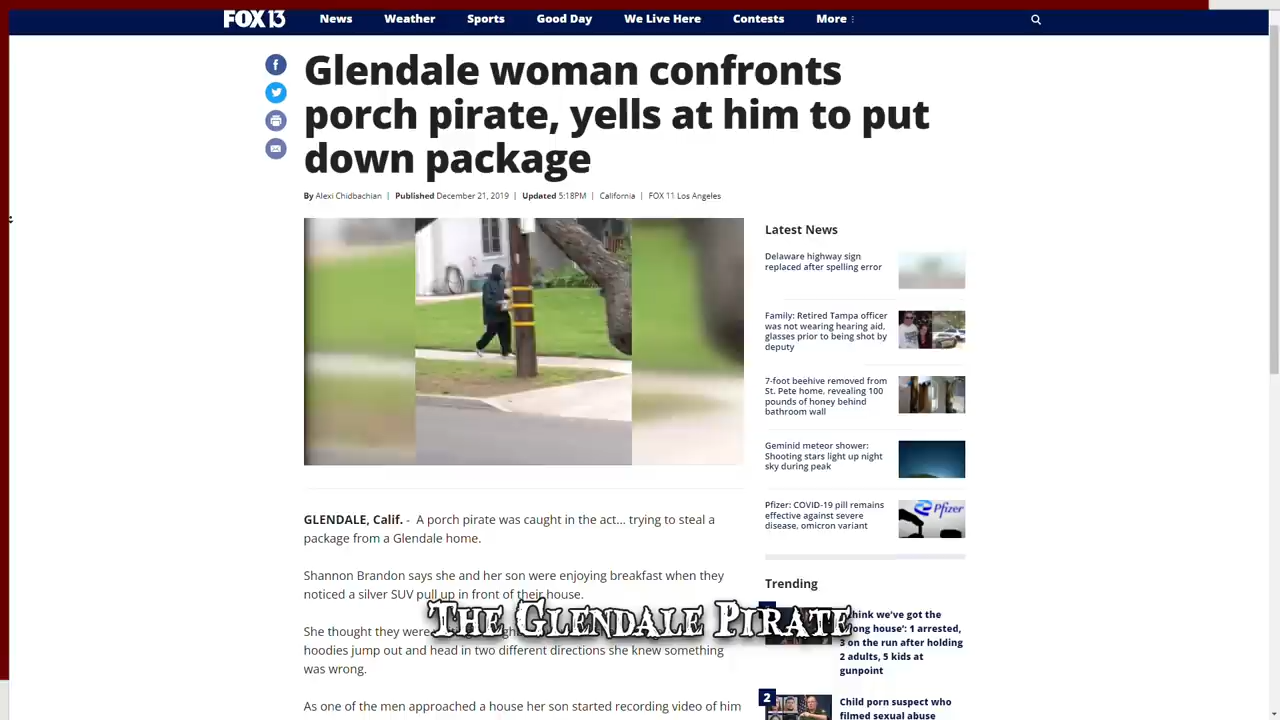 FOX 13
News
Weather
Sports
Good Day
We Live Here
Contests
More
Glendale woman confronts
porch pirate, yells at him to put
down package
By Alexi Chidbachian | Published December 21, 2019 | Updated 5:18PM | California | FOX 11 Los Angeles
GLENDALE, Calif. - A porch pirate was caught in the act... trying to steal a
package from a Glendale home.
Shannon Brandon says she and her son were enjoying breakfast when they
noticed a silver SUV pull up in front of their house.
She thought they were
hoodies jump out and head in two different directions she knew something
was wrong.
As one of the men approached a house her son started recording video of him
THE GLENDALE PIRATE
Latest News
Delaware highway sign
replaced after spelling error
Family: Retired Tampa officer
was not wearing hearing aid,
glasses prior to being shot by
deputy
7-foot beehive removed from
St. Pete home, revealing 100
pounds of honey behind
bathroom wall
Geminid meteor shower:
Shooting stars light up night
sky during peak
Pfizer: COVID-19 pill remains
effective against severe
disease, omicron variant
Pfizer
Trending
think we've got the
wrong house': 1 arrested,
3 on the run after holding
2 adults, 5 kids at
gunpoint
2
Child porn suspect who
filmed sexual abuse